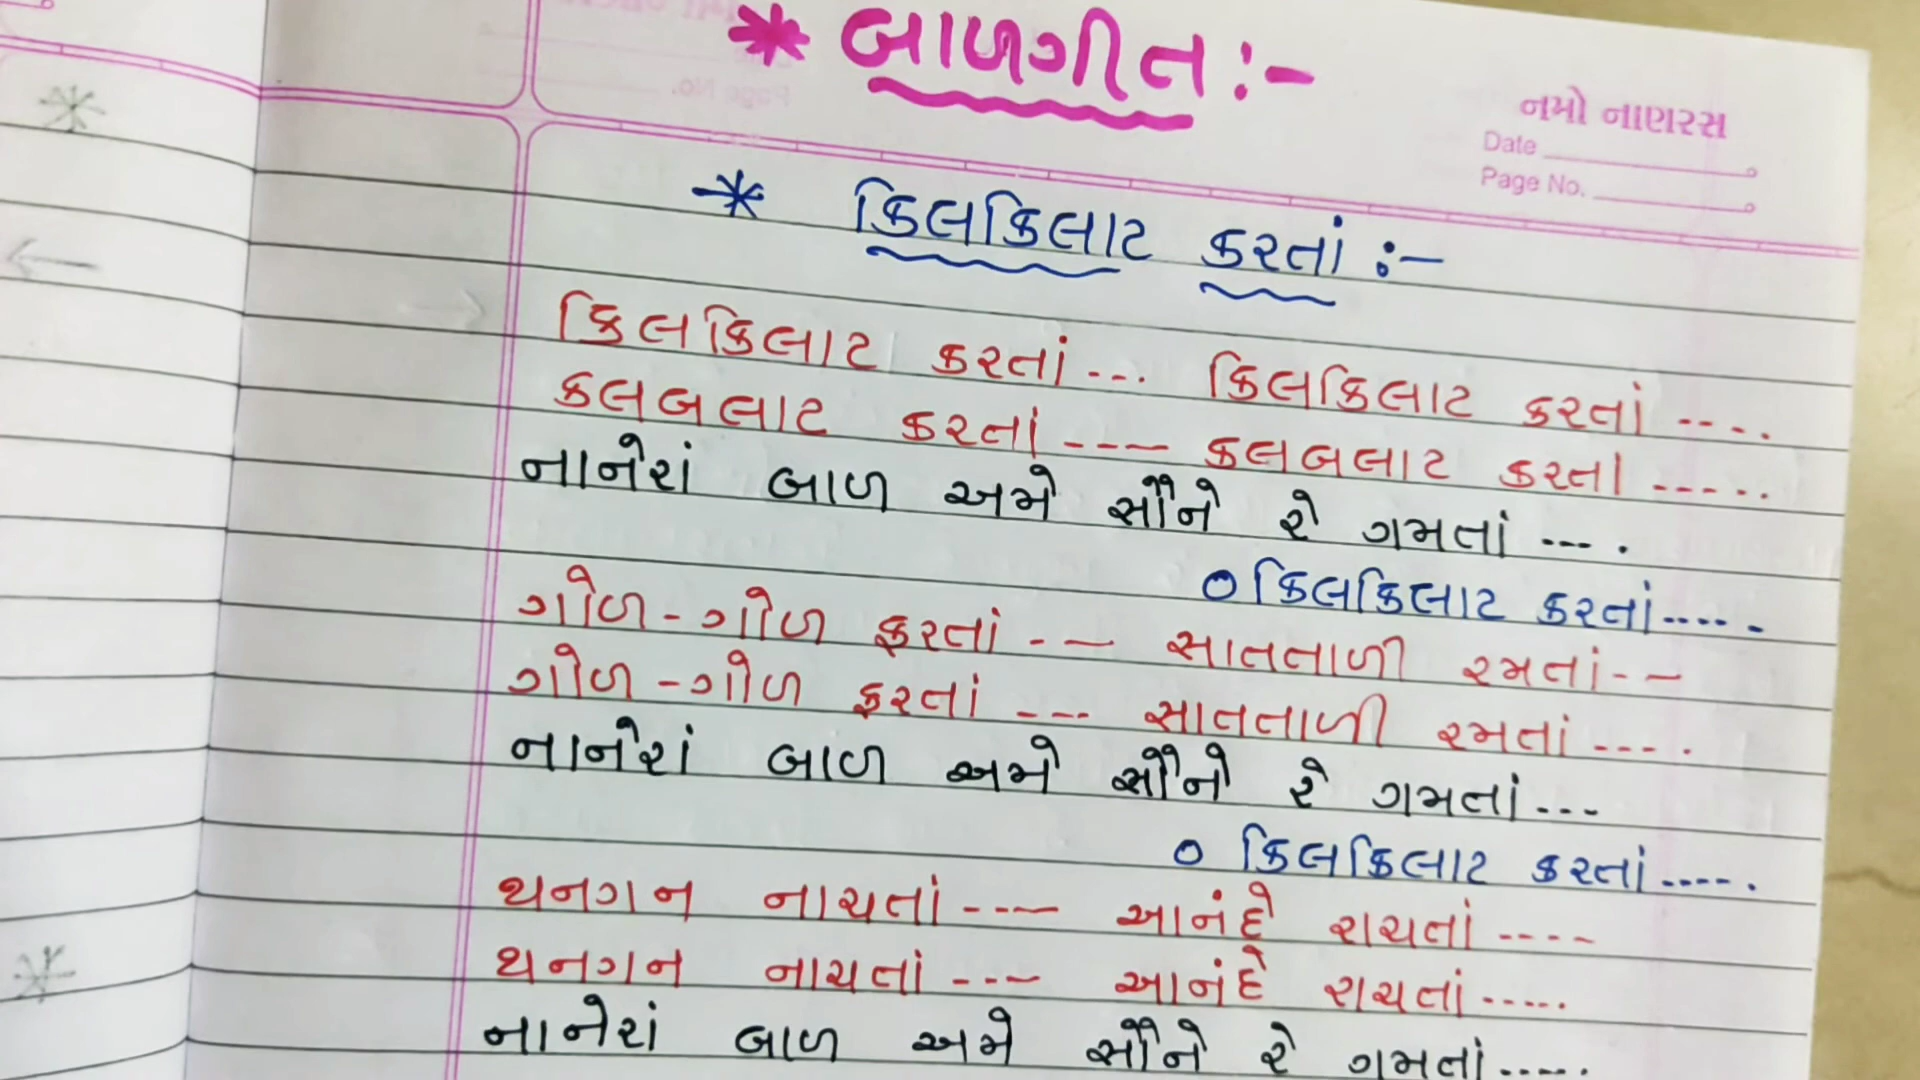 * બાળગીત :-
નમો નારાયણ
Date
Page No.
* કિલકિલાટ કરતાં :-
કિલકિલાટ કરતાં... કિલકિલાટ કરતાં ....
કલબલાટ કરતાં ---- કલબલાટ કરતાં .....
નાનેરાં બાળ અમે સૌને રે ગમતાં ....
૦ કિલકિલાટ કરતાં.....
ગોળ-ગોળ ફરતાં -- સાતતાળી રમતાં--
ગોળ-ગોળ ફરતાં --- સાતતાળી રમતાં ....
નાનેરાં બાળ અમે સૌને રે ગમતાં ...
૦ કિલકિલાટ કરતાં.....
થનગન નાચતાં ---- આનંદે રાચતાં ----
થનગન નાચતાં ---- આનંદે રાચતાં .....
નાનેરાં બાળ અમે સૌને રે ગમતાં.....